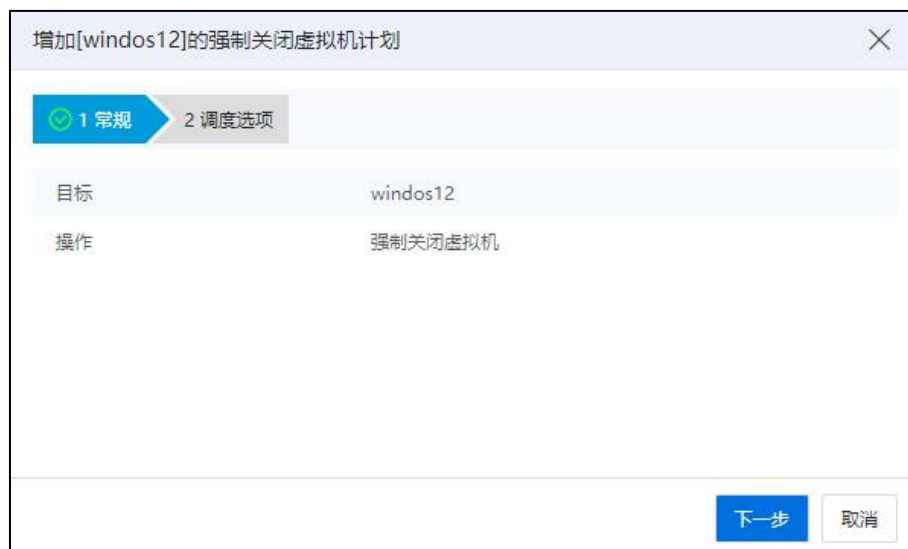 增加[windos12]的强制关闭虚拟机计划
1 常规 2 调度选项
目标 windos12
操作 强制关闭虚拟机
下一步 取消